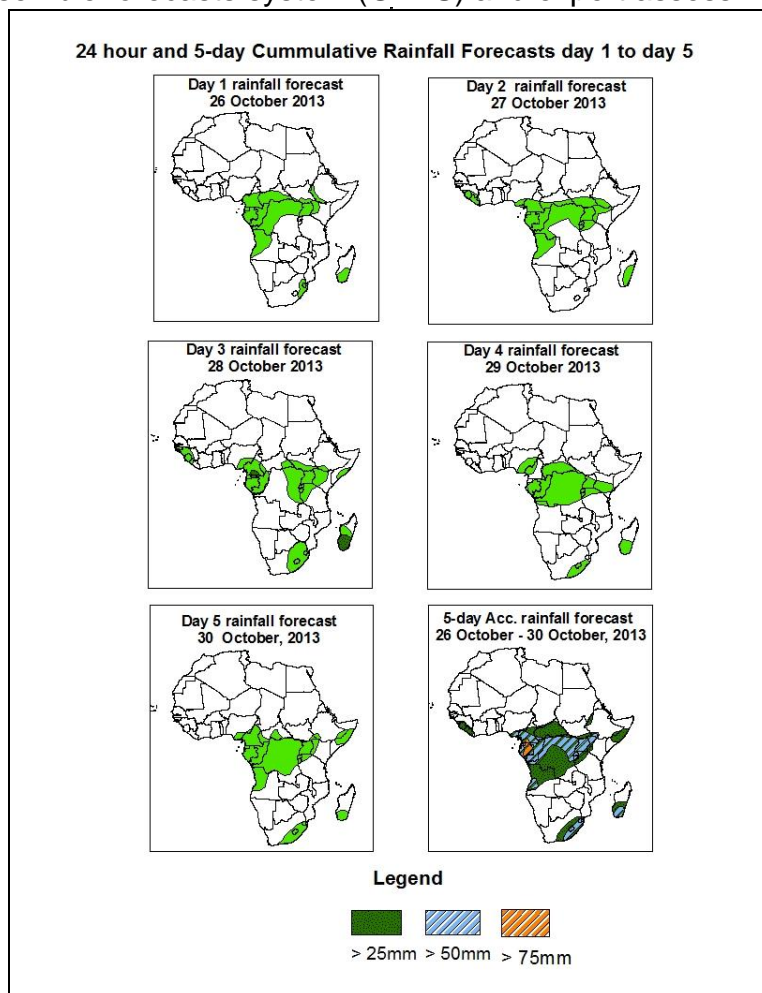 forecasts system (
24 hour and 5-day Cummulative Rainfall Forecasts day 1 to day 5
Day 1 rainfall forecast
26 October 2013
Day 2 rainfall forecast
27 October 2013
Day 3 rainfall forecast
28 October 2013
Day 4 rainfall forecast
29 October 2013
Day 5 rainfall forecast
30 October, 2013
5-day Acc. rainfall forecast
26 October - 30 October, 2013
Legend
> 25mm > 50mm > 75mm